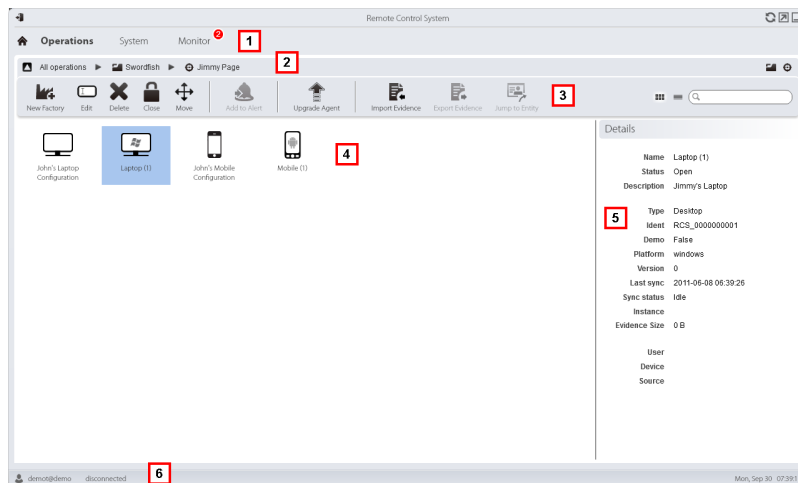 Remote Control System
Operations System Monitor 2 1
All operations Swordfish Jimmy Page 2
New Factory Edit Delete Close Move Add to Alert Upgrade Agent Import Evidence Export Evidence Jump to Entity 3
Details
John's Laptop Configuration
Laptop (1)
John's Mobile Configuration
Mobile (1)
4
Name Laptop (1)
Status Open
Description Jimmy's Laptop
5
Type Desktop
Ident RCS_0000000001
Demo False
Platform windows
Version 0
Last sync 2011-06-08 06:39:26
Sync status Idle
Instance
Evidence Size 0 B
User
Device
Source
demot@demo disconnected 6
Mon, Sep 30 07:39:1